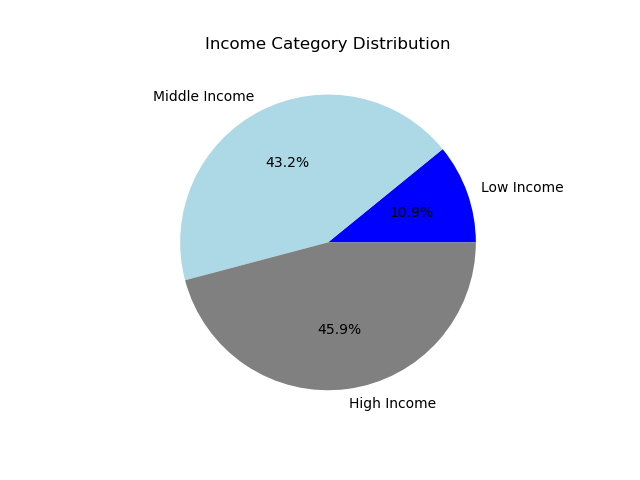 Income Category Distribution
Middle Income
43.2%
Low Income
10.9%
45.9%
High Income